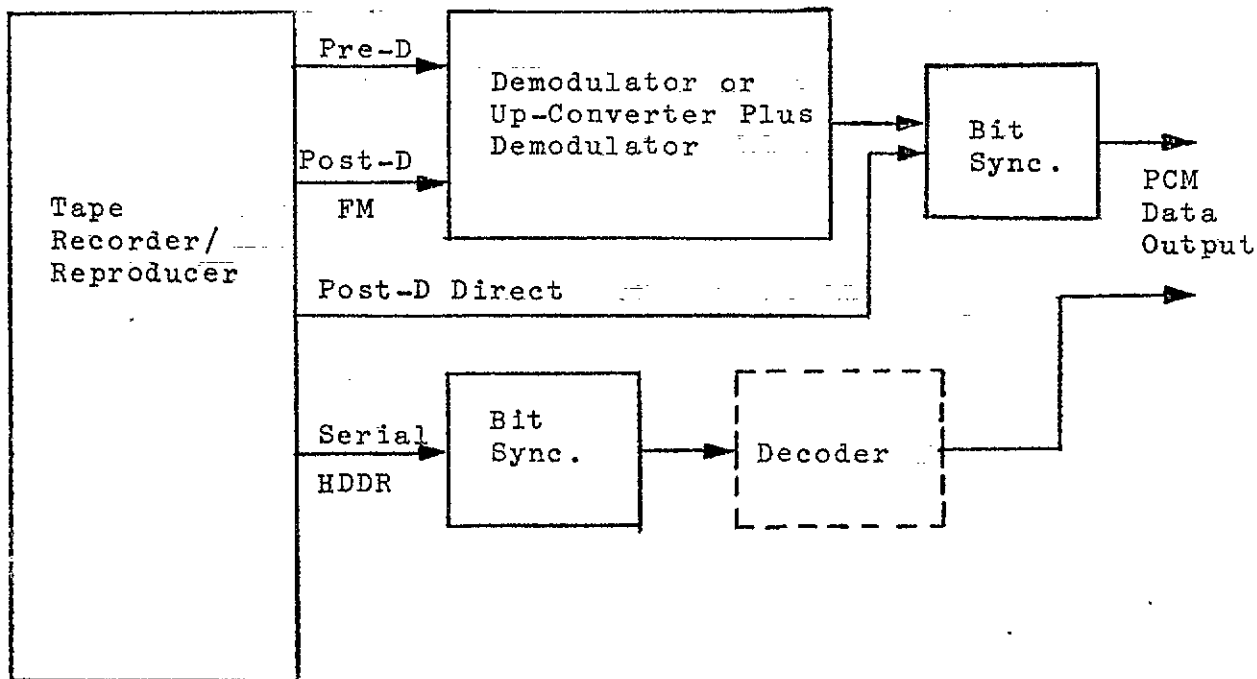 Tape
Recorder/
Reproducer
Pre-D
Post-D
FM
Demodulator or
Up-Converter Plus
Demodulator
Bit
Sync.
PCM
Data
Output
Post-D Direct
Serial
HDDR
Bit
Sync.
Decoder